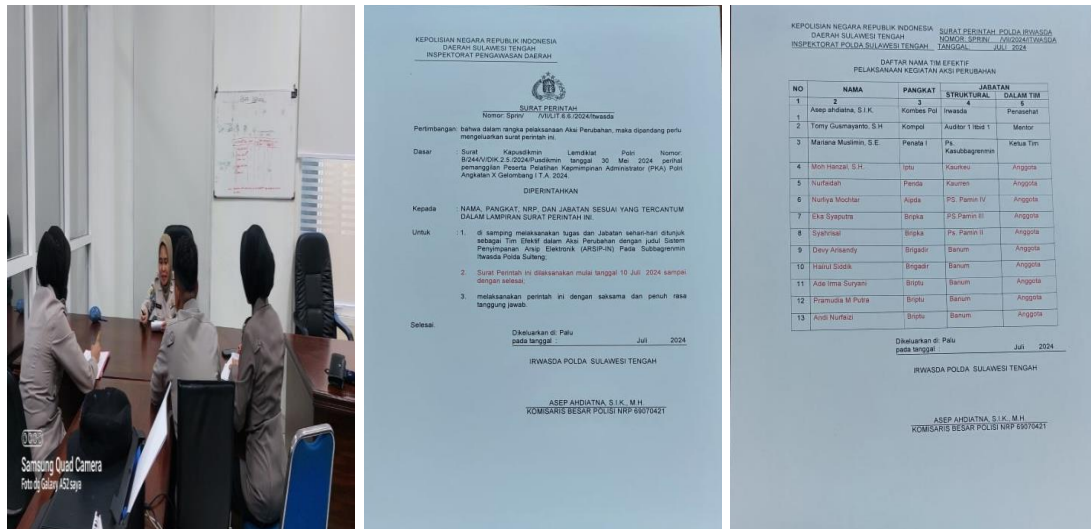 Samsung Quad Camera
Foto dg Galaxy A52 saya
KEPOLISIAN NEGARA REPUBLIK INDONESIA
DAERAH SULAWESI TENGAH
INSPEKTORAT PENGAWASAN DAERAH
SURAT PERINTAH
Nomor: Sprin/ /VII/LIT.6.6./2024/Itwasda
Pertimbangan: bahwa dalam rangka pelaksanaan Aksi Perubahan, maka dipandang perlu
mengeluarkan surat perintah ini.
Dasar : Surat Kapusdikmin Lemdiklat Polri Nomor:
B/244/V/DIK.2.5./2024/Pusdikmin tanggal 30 Mei 2024 perihal
pemanggilan Peserta Pelatihan Kepmimpinan Administrator (PKA) Polri
Angkatan X Gelombang I T.A. 2024.
DIPERINTAHKAN
Kepada : NAMA, PANGKAT, NRP, DAN JABATAN SESUAI YANG TERCANTUM
DALAM LAMPIRAN SURAT PERINTAH INI.
Untuk : 1. di samping melaksanakan tugas dan Jabatan sehari-hari ditunjuk
sebagai Tim Efektif dalam Aksi Perubahan dengan judul Sistem
Penyimpanan Arsip Elektronik (ARSIP-IN) Pada Subbagrenmin
Itwasda Polda Sulteng;
2. Surat Perintah ini dilaksanakan mulai tanggal 10 Juli 2024 sampai
dengan selesai;
3. melaksanakan perintah ini dengan saksama dan penuh rasa
tanggung jawab.
Selesai.
Dikeluarkan di: Palu
pada tanggal : Juli 2024
IRWASDA POLDA SULAWESI TENGAH
ASEP AHDIATNA, S.I.K., M.H.
KOMISARIS BESAR POLISI NRP 69070421
KEPOLISIAN NEGARA REPUBLIK INDONESIA
DAERAH SULAWESI TENGAH
INSPEKTORAT POLDA SULAWESI TENGAH
SURAT PERINTAH POLDA IRWASDA
NOMOR: SPRIN/ /VII/2024/ITWASDA
TANGGAL: JULI 2024
DAFTAR NAMA TIM EFEKTIF
PELAKSANAAN KEGIATAN AKSI PERUBAHAN
NO NAMA PANGKAT JABATAN
STRUKTURAL DALAM TIM
1 2 3 4 5
1 Asep ahdiatna, S.I.K. Kombes Pol Irwasda Penasehat
2 Tomy Gusmayanto, S.H Kompol Auditor 1 Itbid 1 Mentor
3 Mariana Muslimin, S.E. Penata I Ps. Kasubbagrenmin Ketua Tim
4 Moh Henzal, S.H. Iptu Kaurkeu Anggota
5 Nurfaidah Penda Kaurren Anggota
6 Nurliya Mochtar Aipda PS. Pamin IV Anggota
7 Eka Syaputra Bripka PS.Pamin III Anggota
8 Syahrisal Bripka Ps. Pamin II Anggota
9 Devy Arisendy Brigadir Banum Anggota
10 Hairul Siddik Brigadir Banum Anggota
11 Ade Irma Suryani Briptu Banum Anggota
12 Pramudia M Putra Briptu Banum Anggota
13 Andi Nurfaizi Briptu Banum Anggota
Dikeluarkan di: Palu
pada tanggal : Juli 2024
IRWASDA POLDA SULAWESI TENGAH
ASEP AHDIATNA, S.I.K., M.H.
KOMISARIS BESAR POLISI NRP 69070421